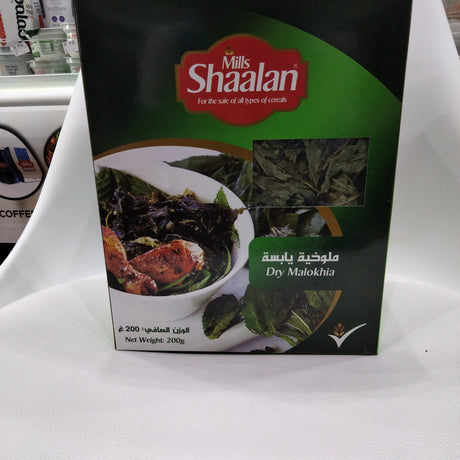 Mills
Shaalan®
For the sale of all types of cereals
ملوخية يابسة
Dry Malokhia
الوزن الصافي: 200 غ
Net Weight: 200g
COFFEE